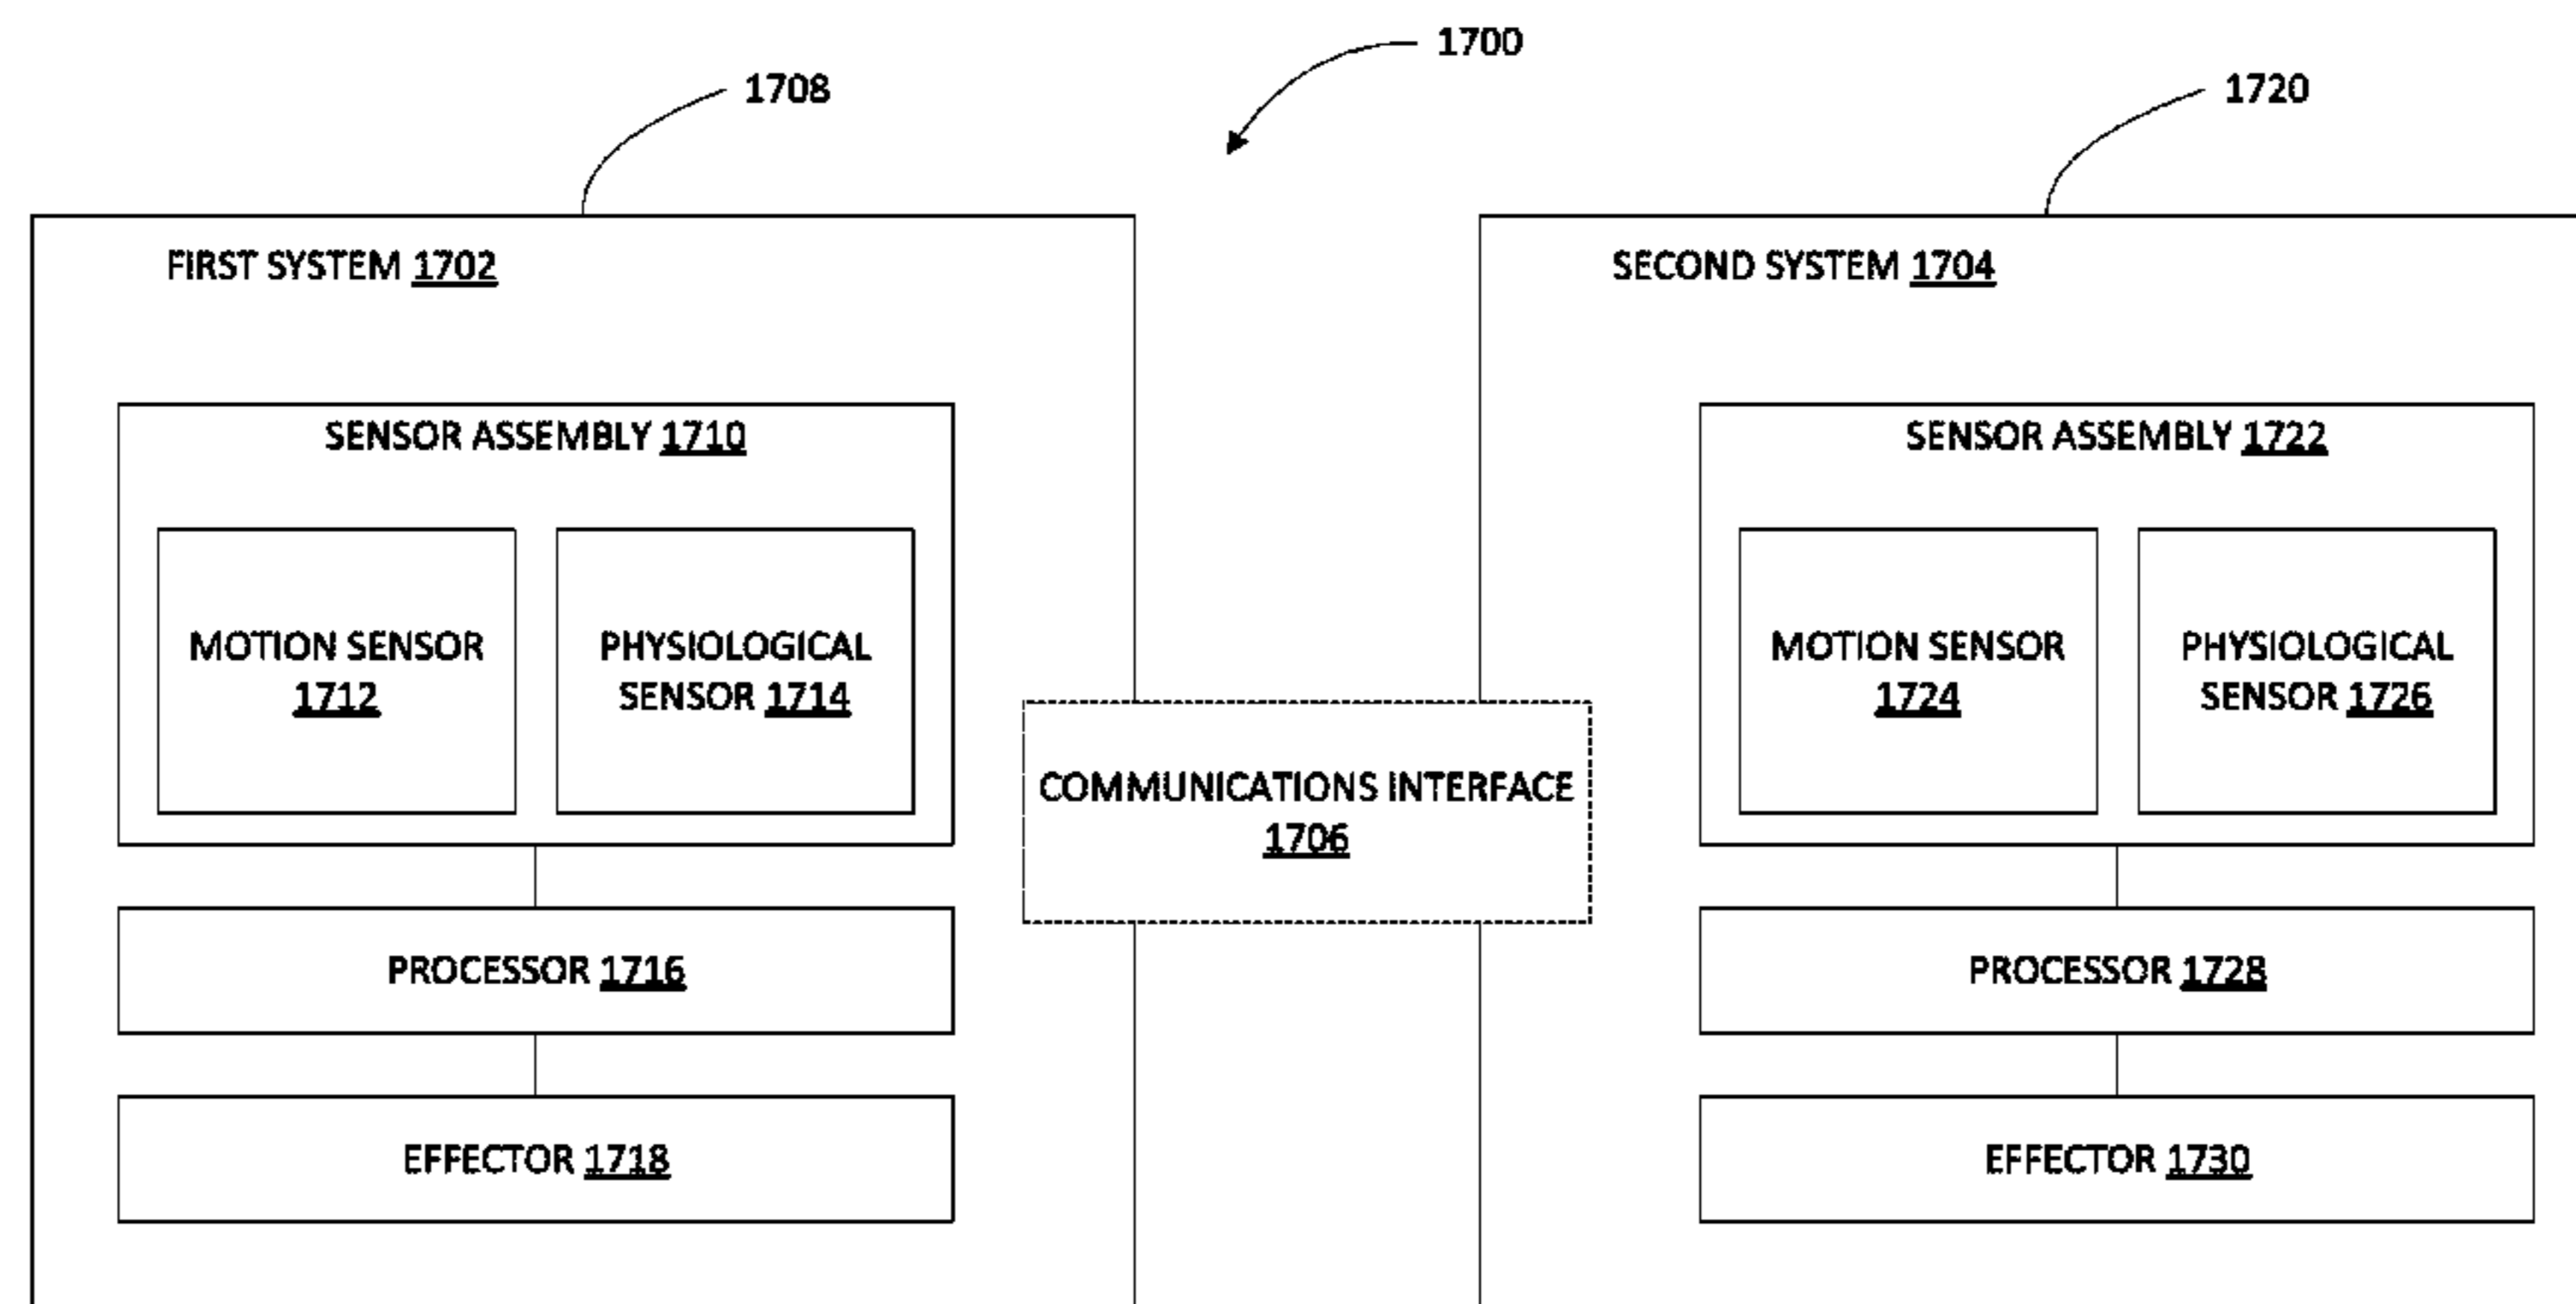 1700
1708
1720
FIRST SYSTEM 1702
SECOND SYSTEM 1704
SENSOR ASSEMBLY 1710
MOTION SENSOR
1712
PHYSIOLOGICAL
SENSOR 1714
PROCESSOR 1716
EFFECTOR 1718
COMMUNICATIONS INTERFACE
1706
SENSOR ASSEMBLY 1722
MOTION SENSOR
1724
PHYSIOLOGICAL
SENSOR 1726
PROCESSOR 1728
EFFECTOR 1730